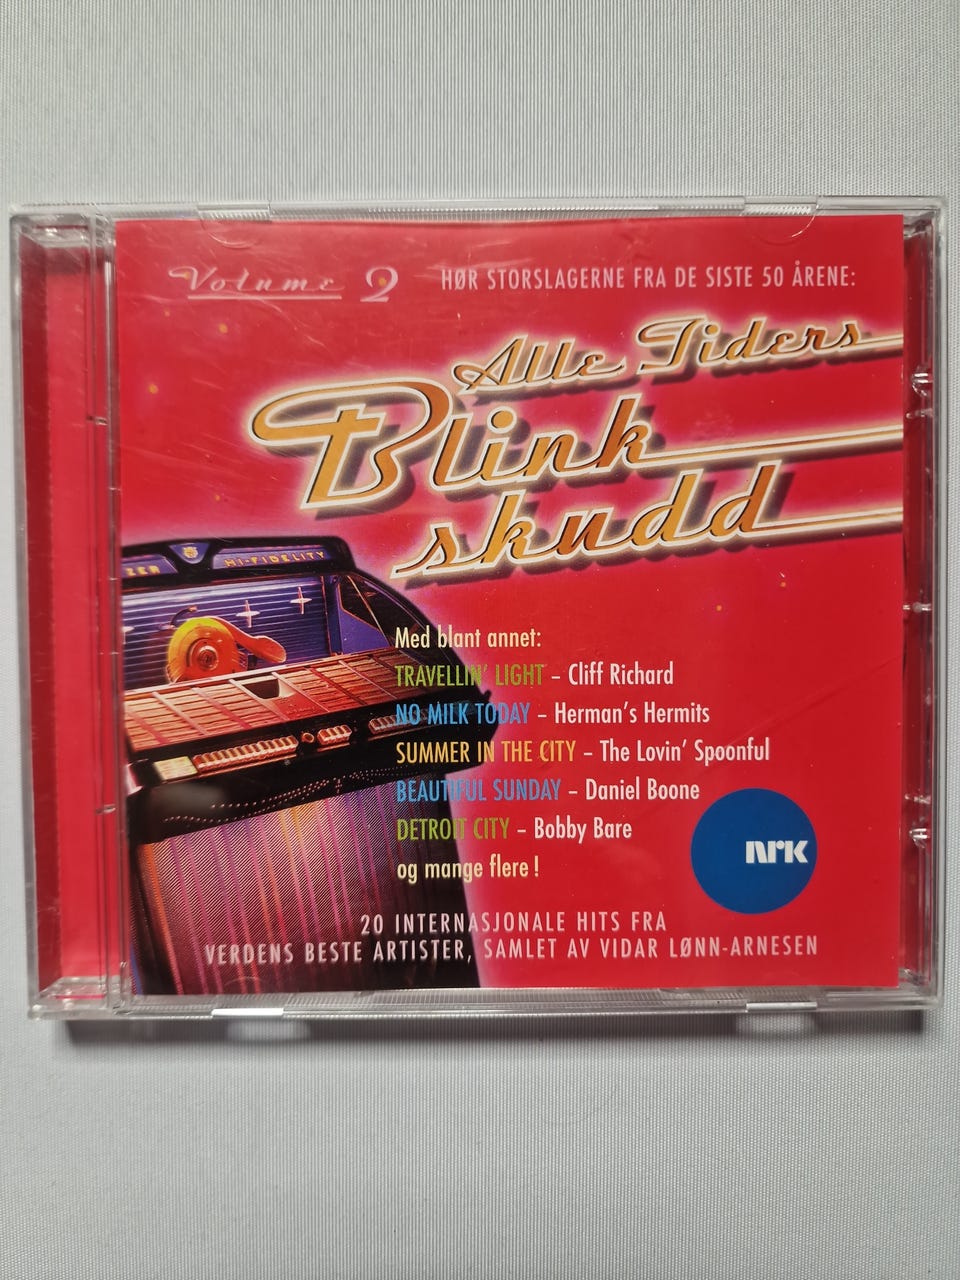 Volume 2
HØR STORSLAGERNE FRA DE SISTE 50 ÅRENE:
Alle Tiders
Blink
skudd
ZER
HI-FIDELITY
Med blant annet:
TRAVELLIN' LIGHT – Cliff Richard
NO MILK TODAY – Herman's Hermits
SUMMER IN THE CITY – The Lovin' Spoonful
BEAUTIFUL SUNDAY – Daniel Boone
DETROIT CITY – Bobby Bare
og mange flere !
NRK
20 INTERNASJONALE HITS FRA
VERDENS BESTE ARTISTER, SAMLET AV VIDAR LØNN-ARNESEN